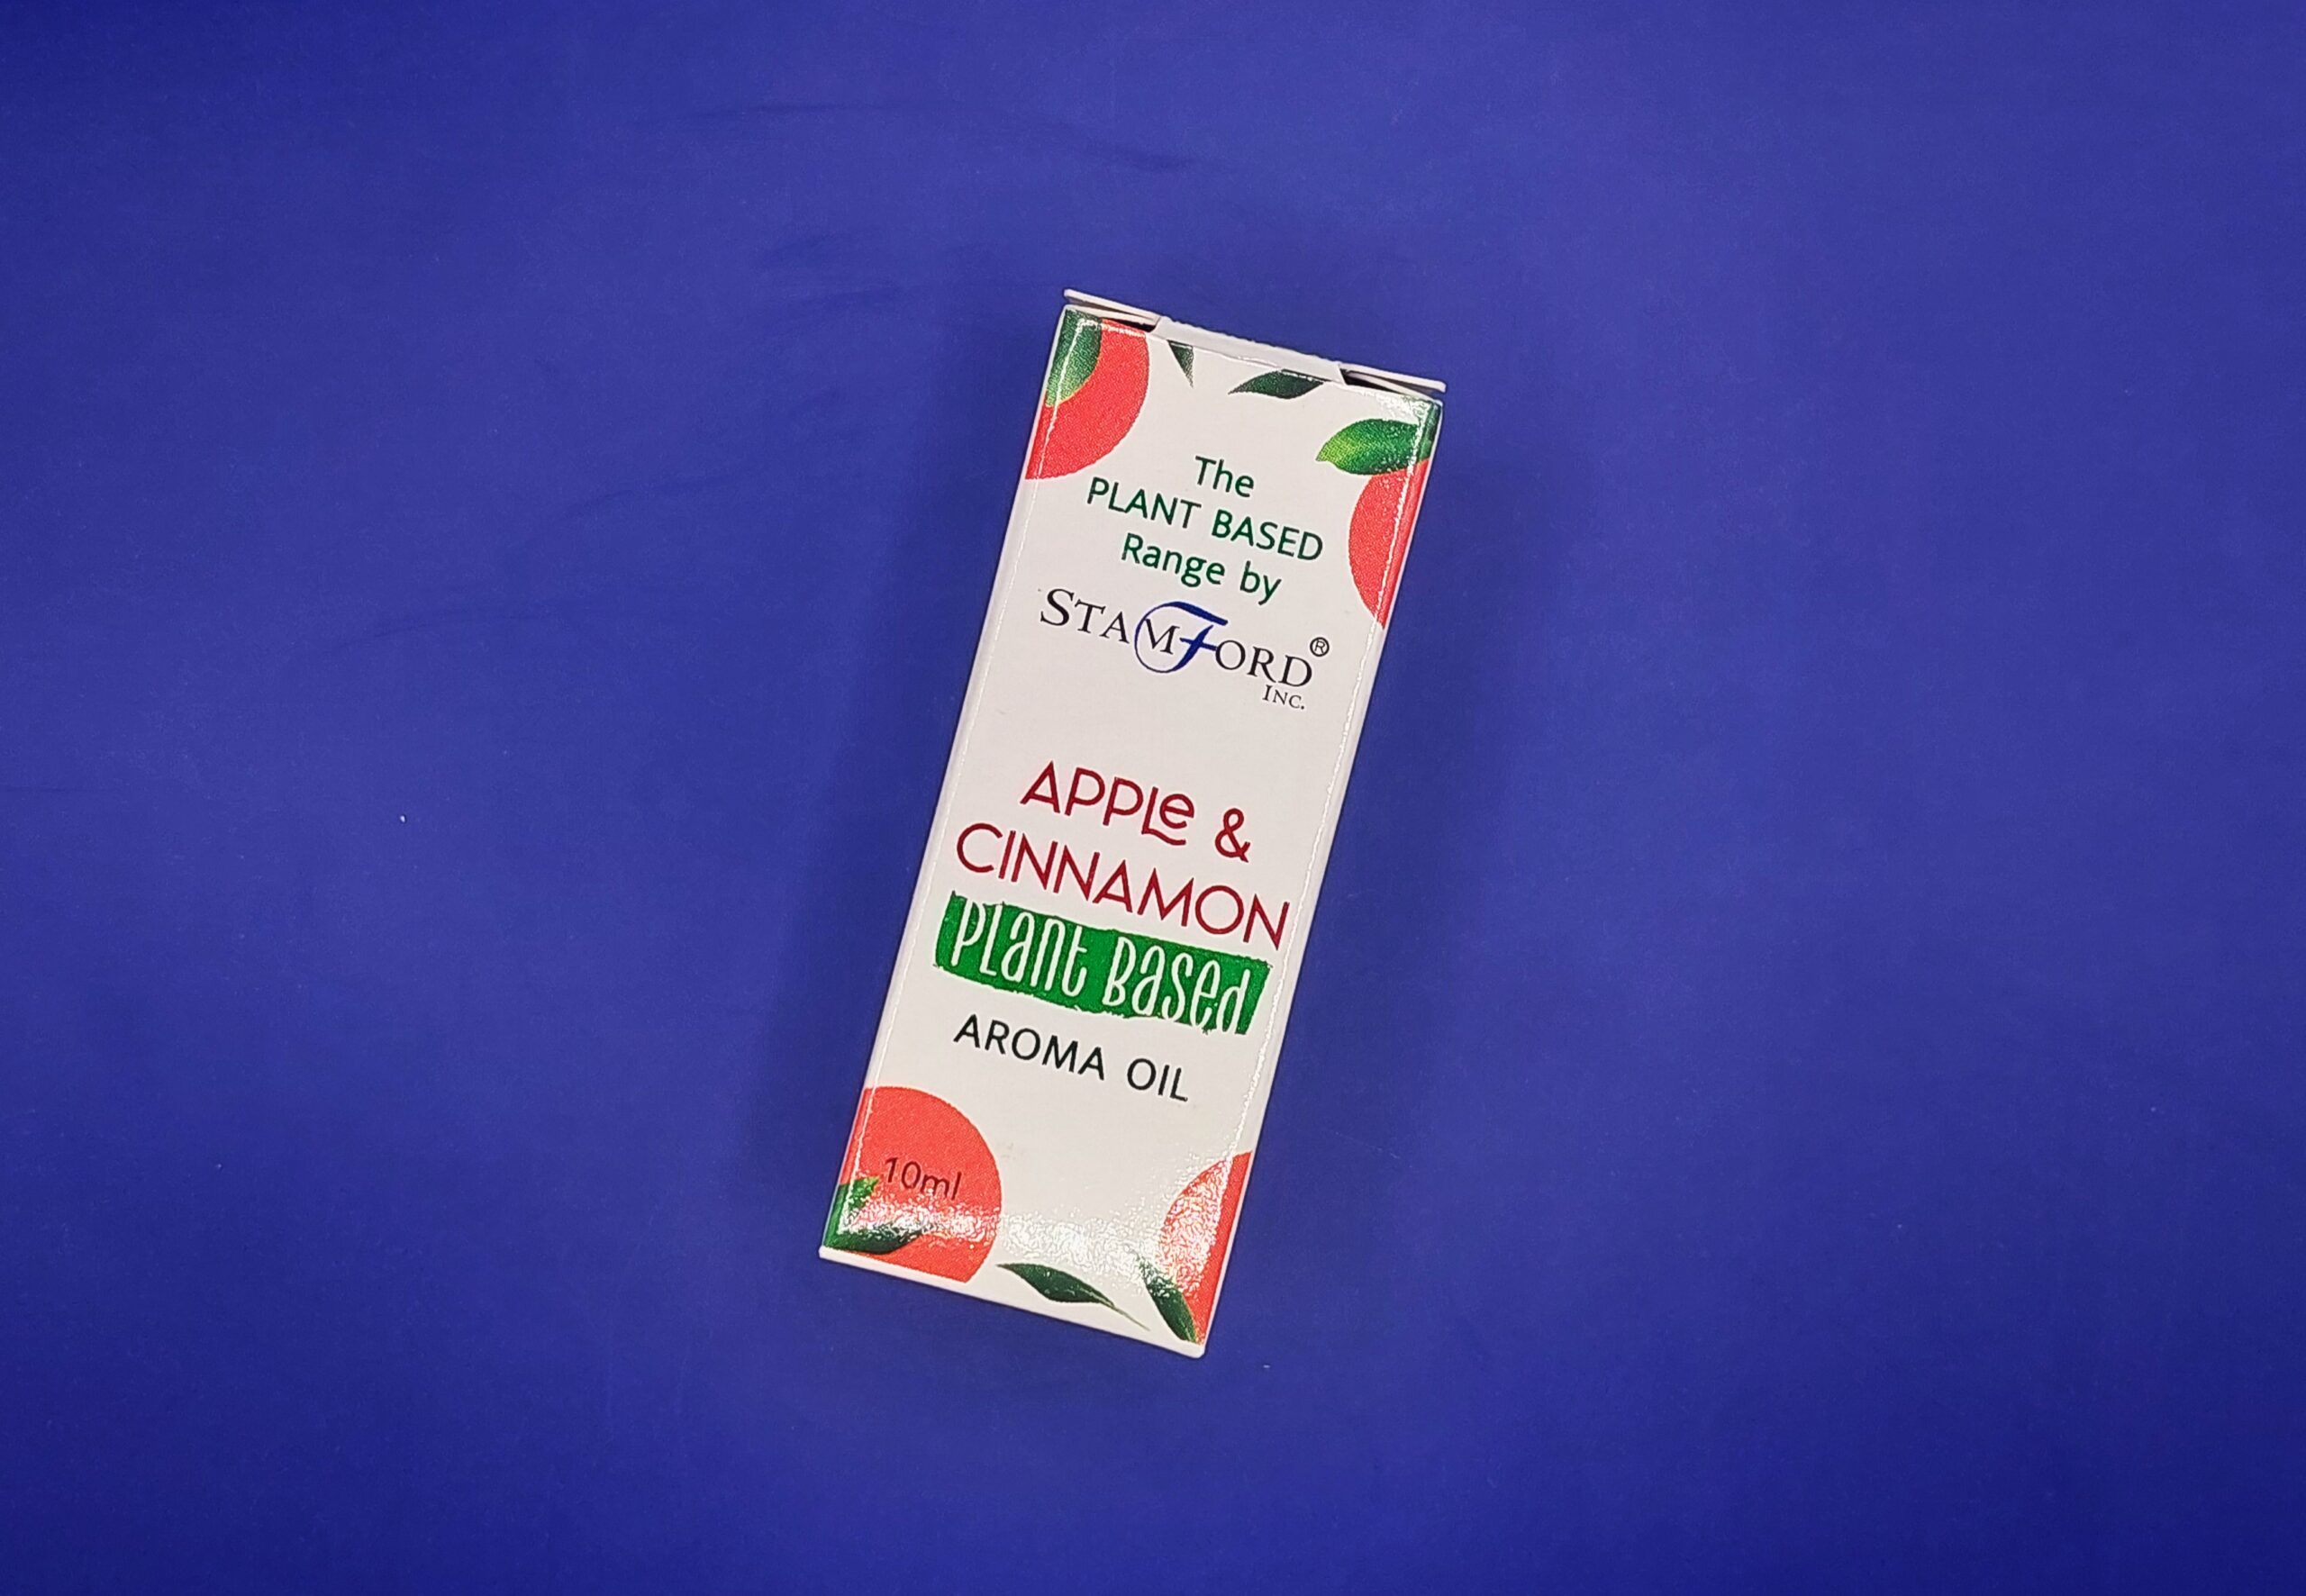 The
PLANT BASED
Range by
STAMFORD®
INC.
APPLe &
CINNAMON
PLant Based
AROMA OIL
10ml